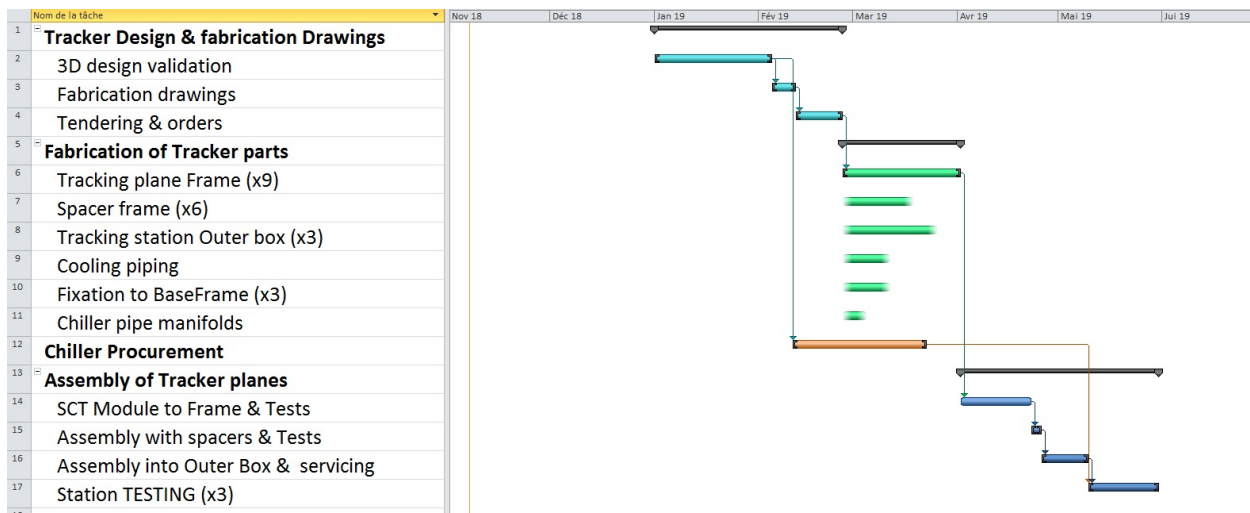 Nom de la tâche
Nov 18 Déc 18 Jan 19 Fév 19 Mar 19 Avr 19 Mai 19 Jui 19
1 Tracker Design & fabrication Drawings
2 3D design validation
3 Fabrication drawings
4 Tendering & orders
5 Fabrication of Tracker parts
6 Tracking plane Frame (x9)
7 Spacer frame (x6)
8 Tracking station Outer box (x3)
9 Cooling piping
10 Fixation to BaseFrame (x3)
11 Chiller pipe manifolds
12 Chiller Procurement
13 Assembly of Tracker planes
14 SCT Module to Frame & Tests
15 Assembly with spacers & Tests
16 Assembly into Outer Box & servicing
17 Station TESTING (x3)